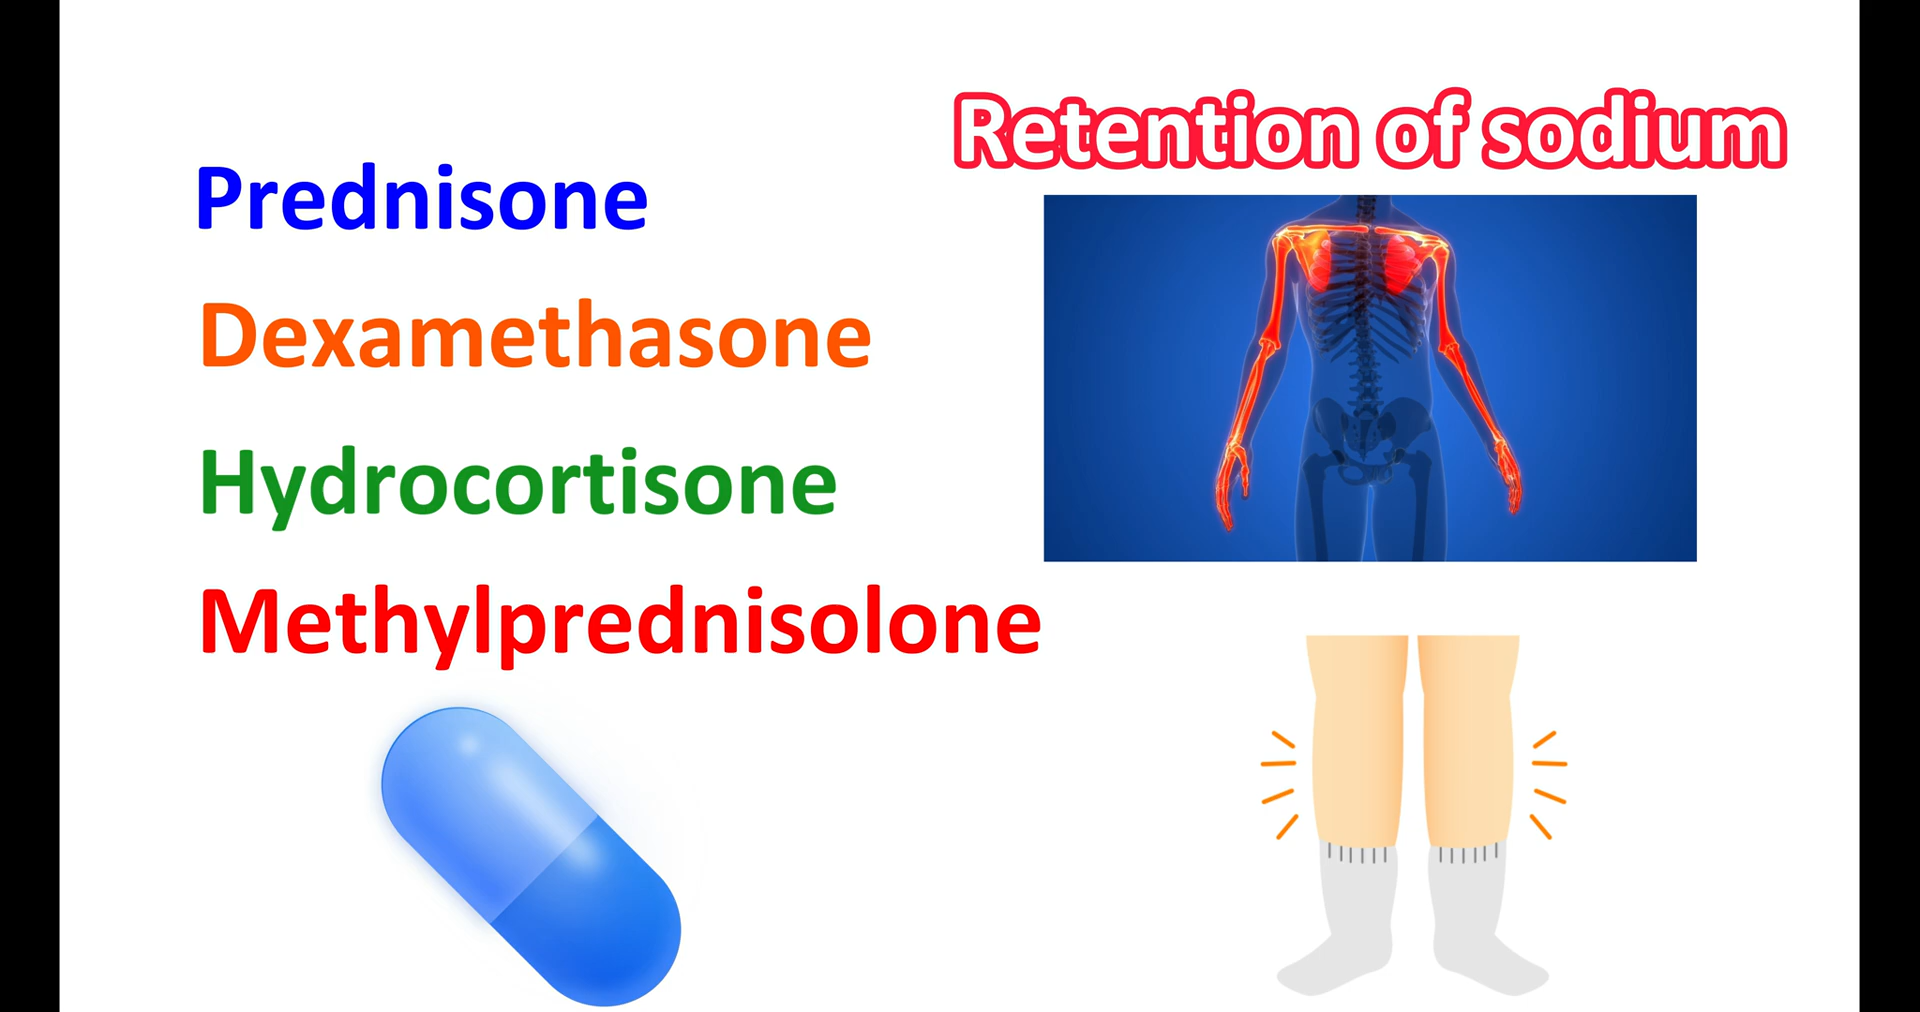 Retention of sodium
Prednisone
Dexamethasone
Hydrocortisone
Methylprednisolone